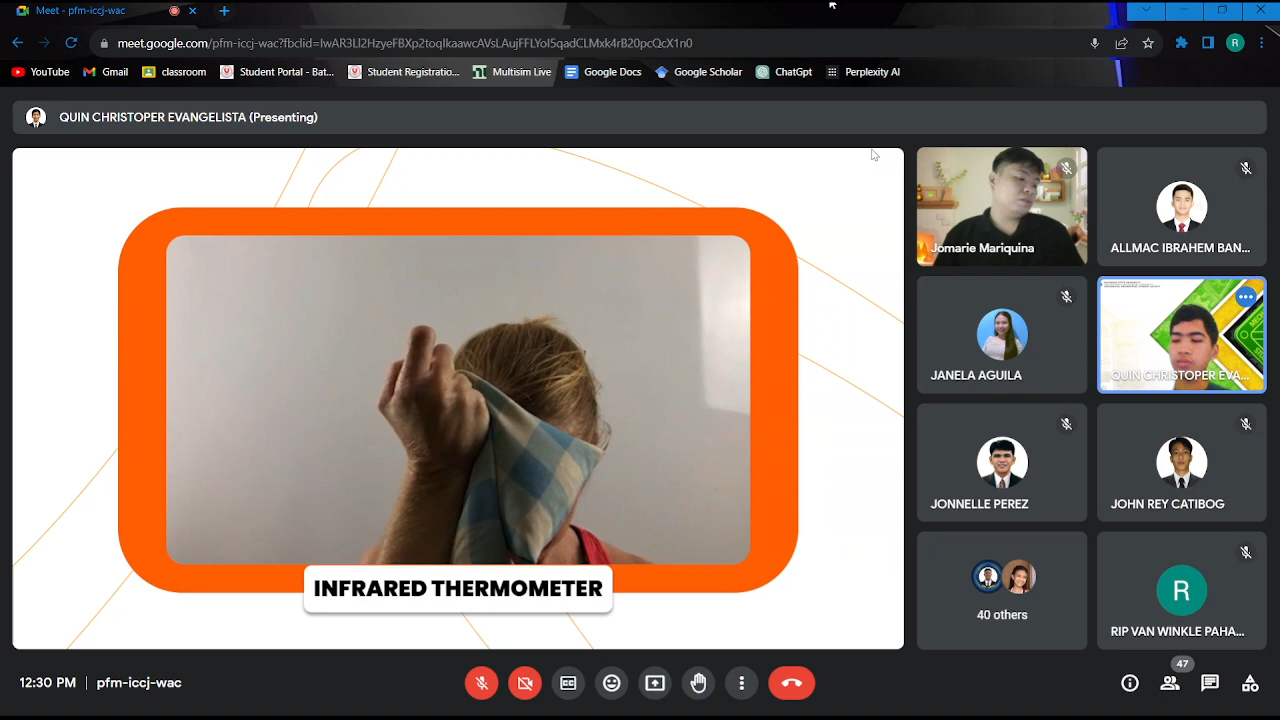 Meet - pfm-iccj-wac
meet.google.com/pfm-iccj-wac?fbclid=IwAR3Ll2HzyeFBXp2toqIkaawcAVsLAujFFLYoI5qadCLMxk4rB20pcQcX1n0
YouTube Gmail classroom Student Portal - Bat... Student Registratio... Multisim Live Google Docs Google Scholar ChatGpt Perplexity AI
R
QUIN CHRISTOPER EVANGELISTA (Presenting)
INFRARED THERMOMETER
Jomarie Mariquina
ALLMAC IBRAHEM BAN...
JANELA AGUILA
QUIN CHRISTOPER EVA...
JONNELLE PEREZ
JOHN REY CATIBOG
40 others
R
RIP VAN WINKLE PAHA...
12:30 PM | pfm-iccj-wac
47